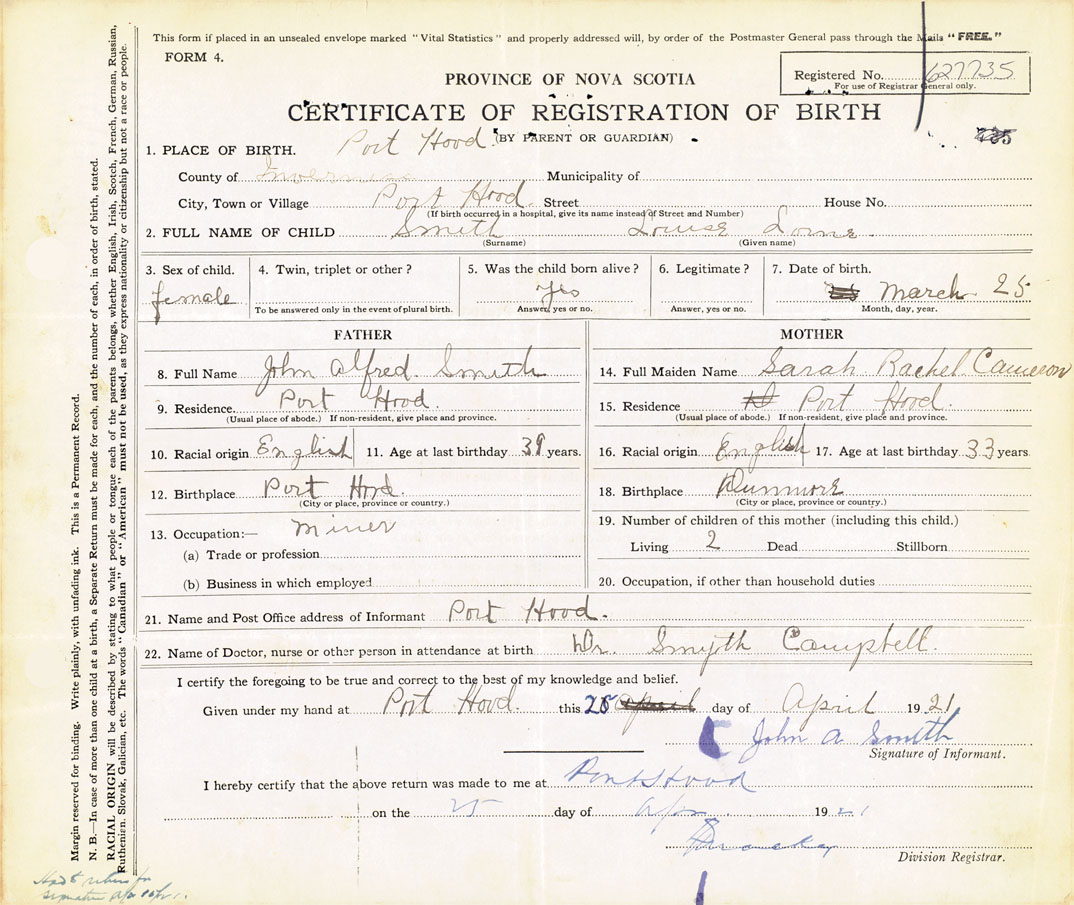 This form if placed in an unsealed envelope marked "Vital Statistics" and properly addressed will, by order of the Postmaster General pass through the Mails "FREE."
FORM 4.
PROVINCE OF NOVA SCOTIA
Registered No. 627735
For use of Registrar General only.
CERTIFICATE OF REGISTRATION OF BIRTH
(BY PARENT OR GUARDIAN)
1. PLACE OF BIRTH. Port Hood.
County of Inverness Municipality of
City, Town or Village Port Hood. Street House No.
(If birth occurred in a hospital, give its name instead of Street and Number)
2. FULL NAME OF CHILD Smith Louise Lorne.
(Surname) (Given name)
3. Sex of child. 4. Twin, triplet or other? 5. Was the child born alive? 6. Legitimate? 7. Date of birth.
female Yes March 25
To be answered only in the event of plural birth. Answer, yes or no. Answer, yes or no. Month, day, year.
FATHER
8. Full Name John Alfred Smith
9. Residence. Port Hood.
(Usual place of abode.) If non-resident, give place and province.
10. Racial origin English 11. Age at last birthday 39 years.
12. Birthplace Port Hood.
(City or place, province or country.)
13. Occupation:— Miner
(a) Trade or profession
(b) Business in which employed
MOTHER
14. Full Maiden Name Sarah Rachel Cameron
15. Residence Port Hood.
(Usual place of abode.) If non-resident, give place and province.
16. Racial origin English 17. Age at last birthday 33 years.
18. Birthplace Dunmore
(City or place, province or country.)
19. Number of children of this mother (including this child.)
Living 2 Dead Stillborn
20. Occupation, if other than household duties
21. Name and Post Office address of Informant Port Hood.
22. Name of Doctor, nurse or other person in attendance at birth Dr. Smyth Campbell.
I certify the foregoing to be true and correct to the best of my knowledge and belief.
Given under my hand at Port Hood. this 25 april day of April 1921
John A Smith
Signature of Informant.
I hereby certify that the above return was made to me at Port Hood
on the 25 day of Apr 1921
Division Registrar.
Margin reserved for binding. Write plainly, with unfading ink. This is a Permanent Record.
N. B.—In case of more than one child at a birth, a Separate Return must be made for each, and the number of each, in order of birth, stated.
RACIAL ORIGIN will be described by stating to what people or tongue each of the parents belongs, whether English, Irish, Scotch, French, German, Russian,
Ruthenian, Slovak, Galician, etc. The words "Canadian" or "American" must not be used, as they express nationality or citizenship but not a race or people.